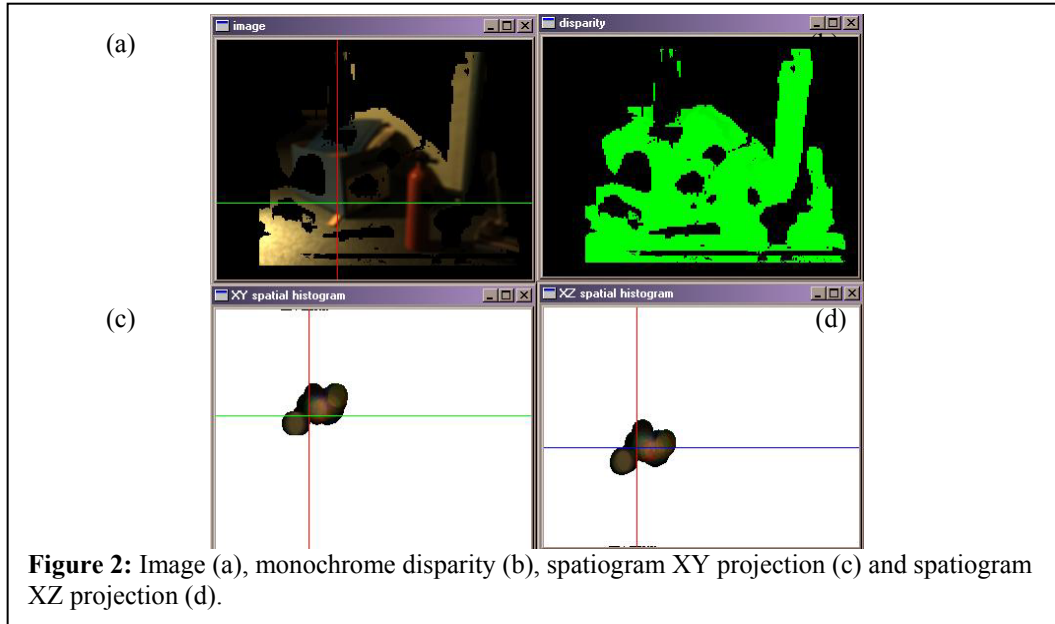 (a)
image
disparity
(c)
XY spatial histogram
XZ spatial histogram
(d)
Figure 2: Image (a), monochrome disparity (b), spatiogram XY projection (c) and spatiogram
XZ projection (d).